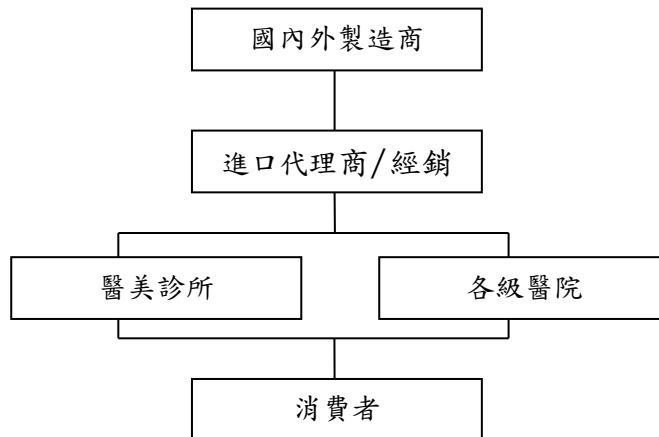 國內外製造商
進口代理商/經銷
醫美診所
各級醫院
消費者